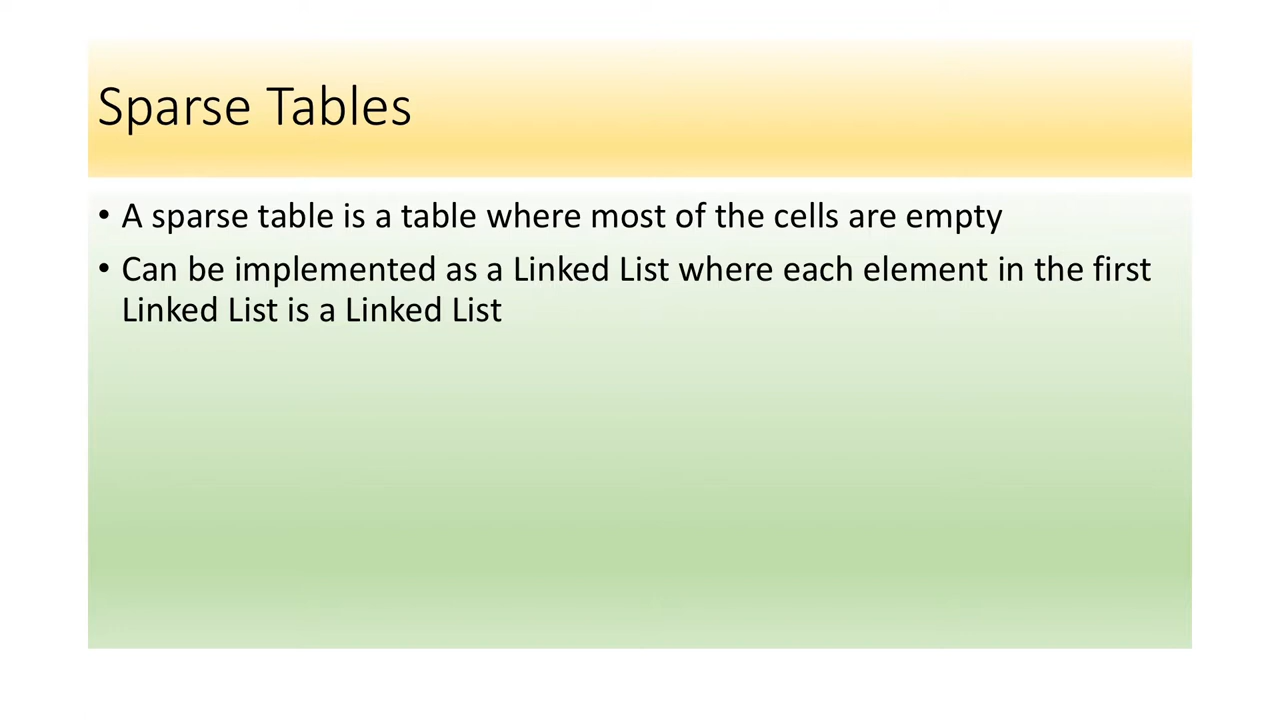 Sparse Tables
• A sparse table is a table where most of the cells are empty
• Can be implemented as a Linked List where each element in the first
Linked List is a Linked List